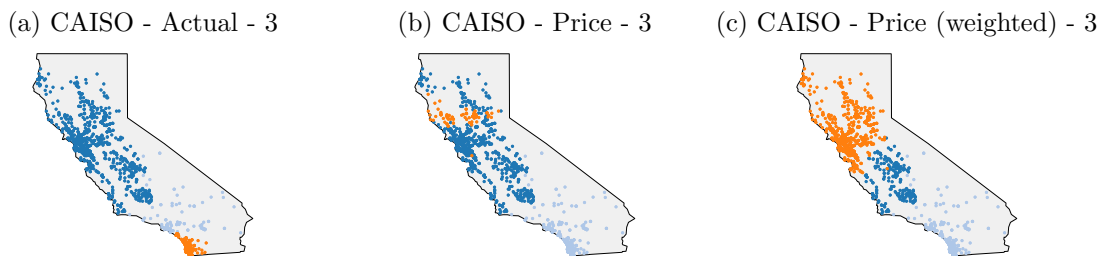 (a) CAISO - Actual - 3
(b) CAISO - Price - 3
(c) CAISO - Price (weighted) - 3